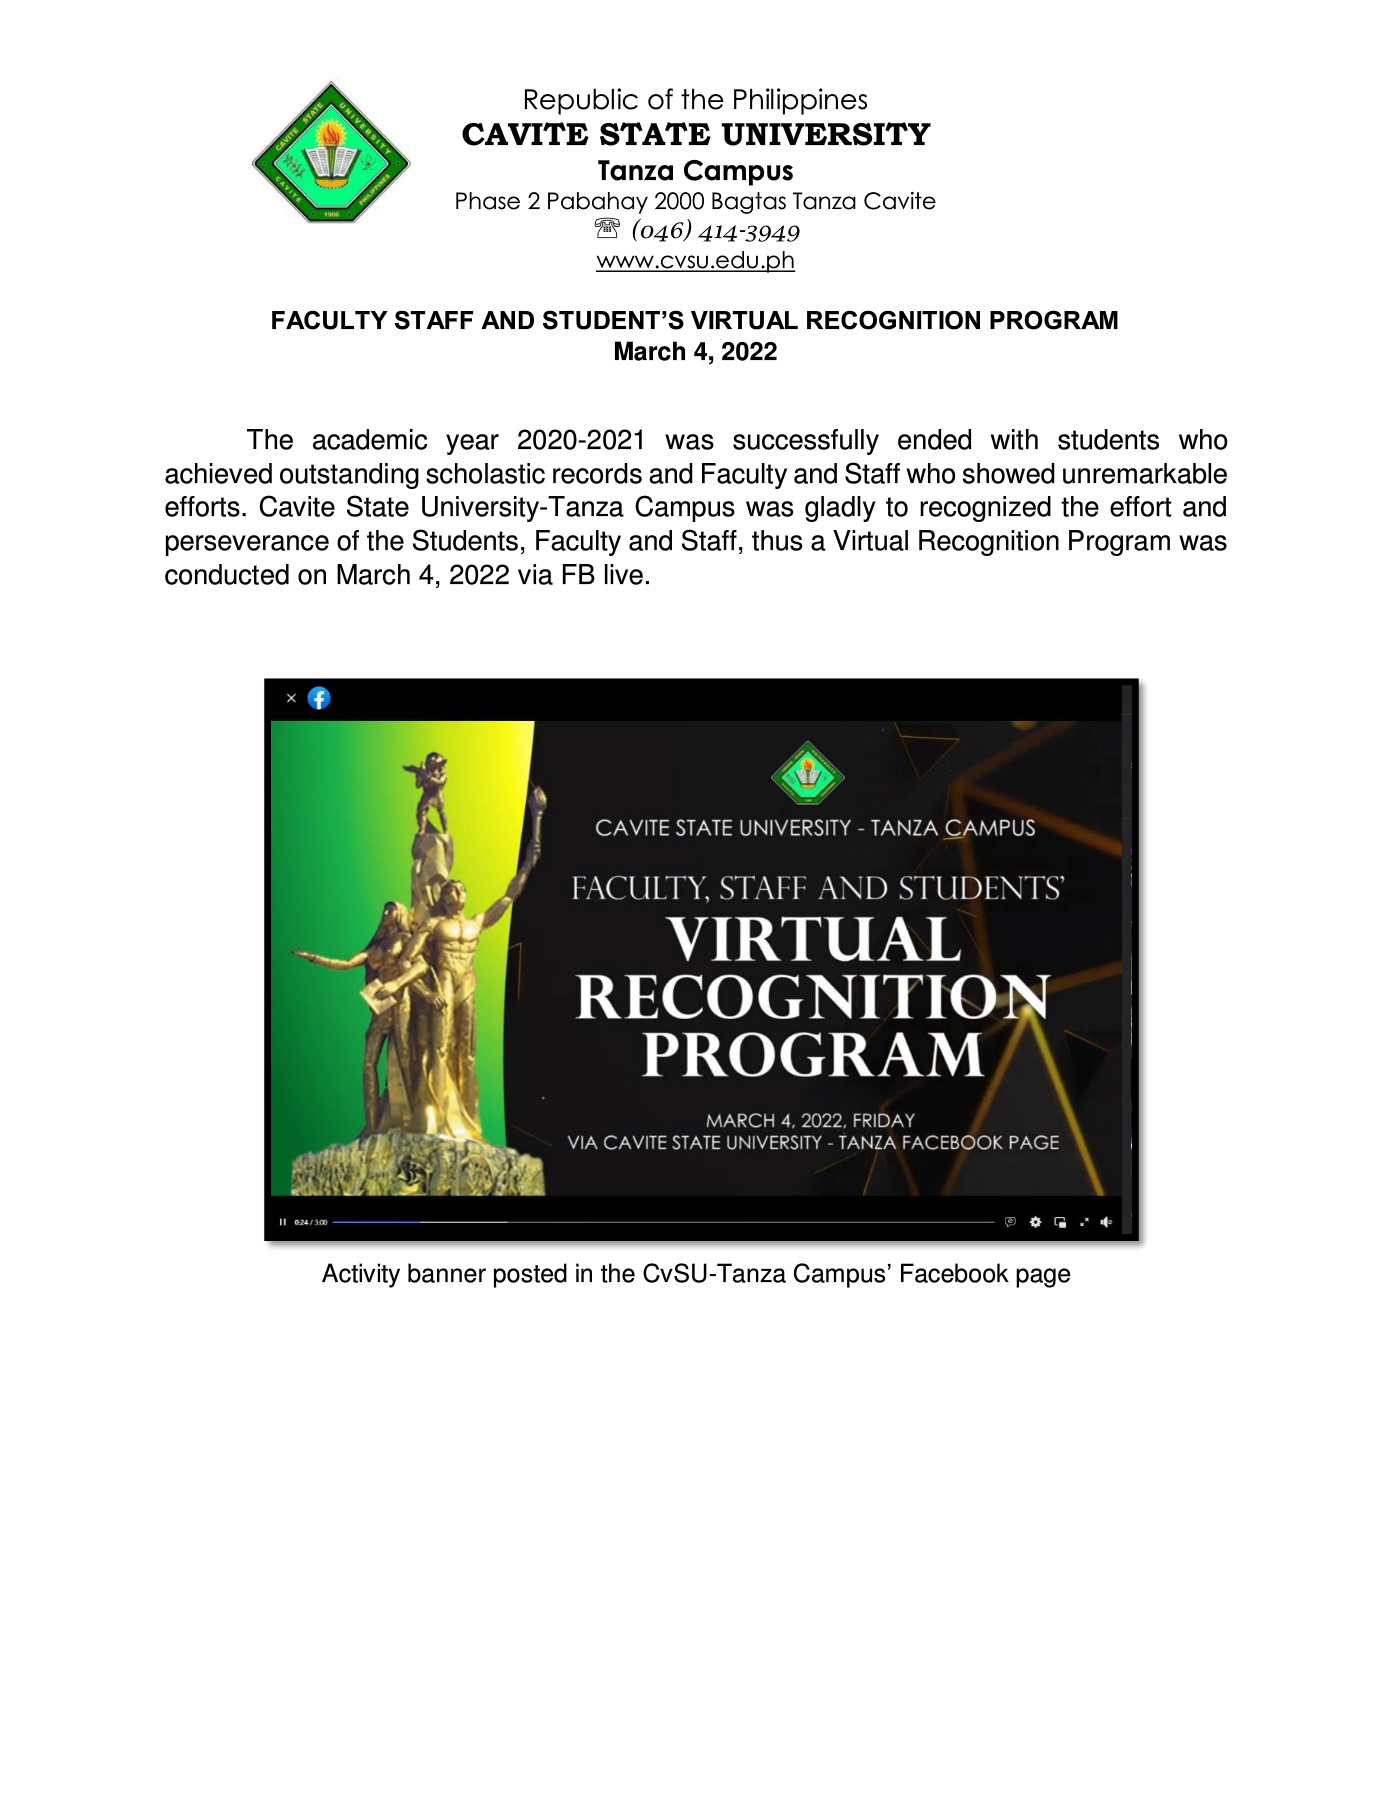 CAVITE STATE UNIVERSITY
CAVITE
PHILIPPINES
1906
Republic of the Philippines
CAVITE STATE UNIVERSITY
Tanza Campus
Phase 2 Pabahay 2000 Bagtas Tanza Cavite
☏ (046) 414-3949
www.cvsu.edu.ph
FACULTY STAFF AND STUDENT’S VIRTUAL RECOGNITION PROGRAM
March 4, 2022
The academic year 2020-2021 was successfully ended with students who
achieved outstanding scholastic records and Faculty and Staff who showed unremarkable
efforts. Cavite State University-Tanza Campus was gladly to recognized the effort and
perseverance of the Students, Faculty and Staff, thus a Virtual Recognition Program was
conducted on March 4, 2022 via FB live.
CAVITE STATE UNIVERSITY - TANZA CAMPUS
FACULTY, STAFF AND STUDENTS’
VIRTUAL
RECOGNITION
PROGRAM
MARCH 4, 2022, FRIDAY
VIA CAVITE STATE UNIVERSITY - TANZA FACEBOOK PAGE
0:24 / 3:00
Activity banner posted in the CvSU-Tanza Campus’ Facebook page